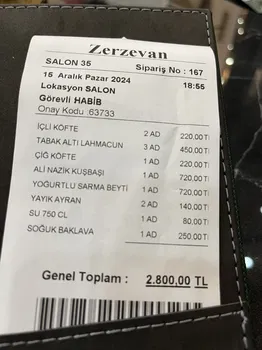 Zerzevan
SALON 35 Sipariş No : 167
15 Aralık Pazar 2024 18:55
Lokasyon SALON
Görevli HABİB
Onay Kodu 63733
İÇLİ KÖFTE 2 AD 220.00 TL
TABAK ALTI LAHMACUN 3 AD 450.00 TL
ÇİĞ KÖFTE 1 AD 220.00 TL
ALİ NAZİK KUŞBAŞI 1 AD 720.00 TL
YOĞURTLU SARMA BEYTİ 1 AD 720.00 TL
YAYIK AYRAN 2 AD 140.00 TL
SU 750 CL 1 AD 80.00 TL
SOĞUK BAKLAVA 1 AD 250.00 TL
Genel Toplam : 2.800,00 TL